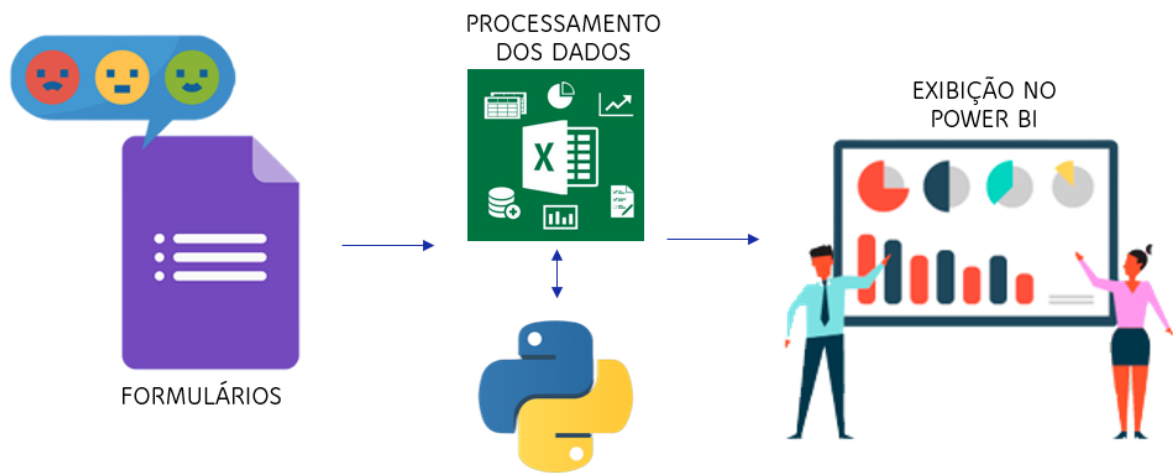 PROCESSAMENTO
DOS DADOS
X
EXIBIÇÃO NO
POWER BI
FORMULÁRIOS